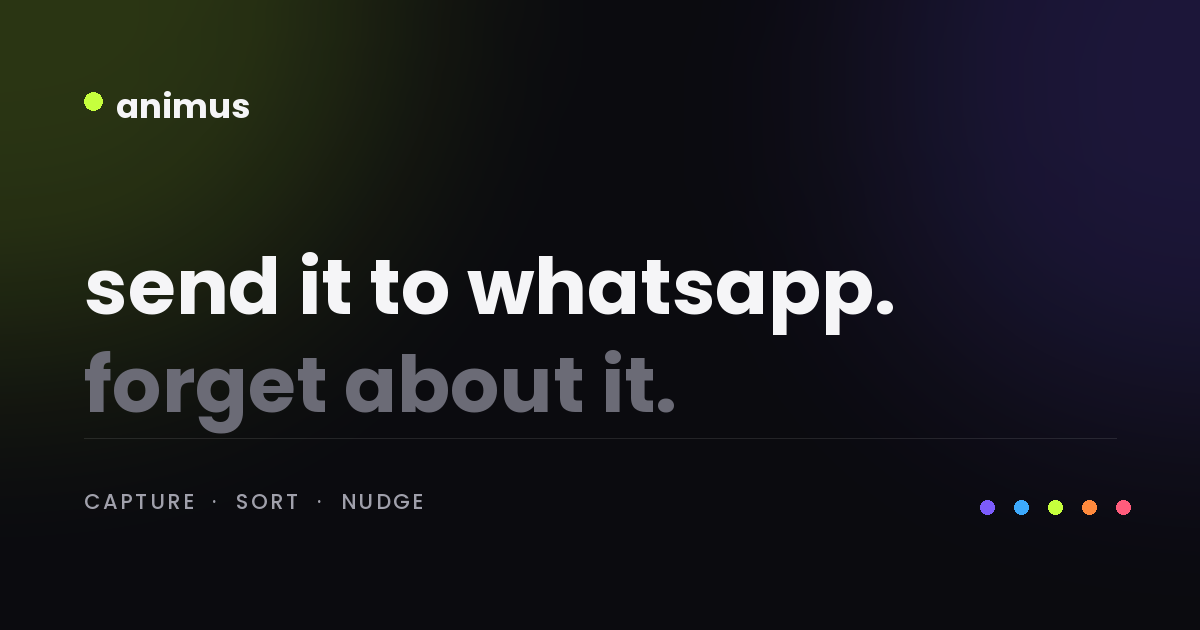 animus
send it to whatsapp.
forget about it.
CAPTURE · SORT · NUDGE